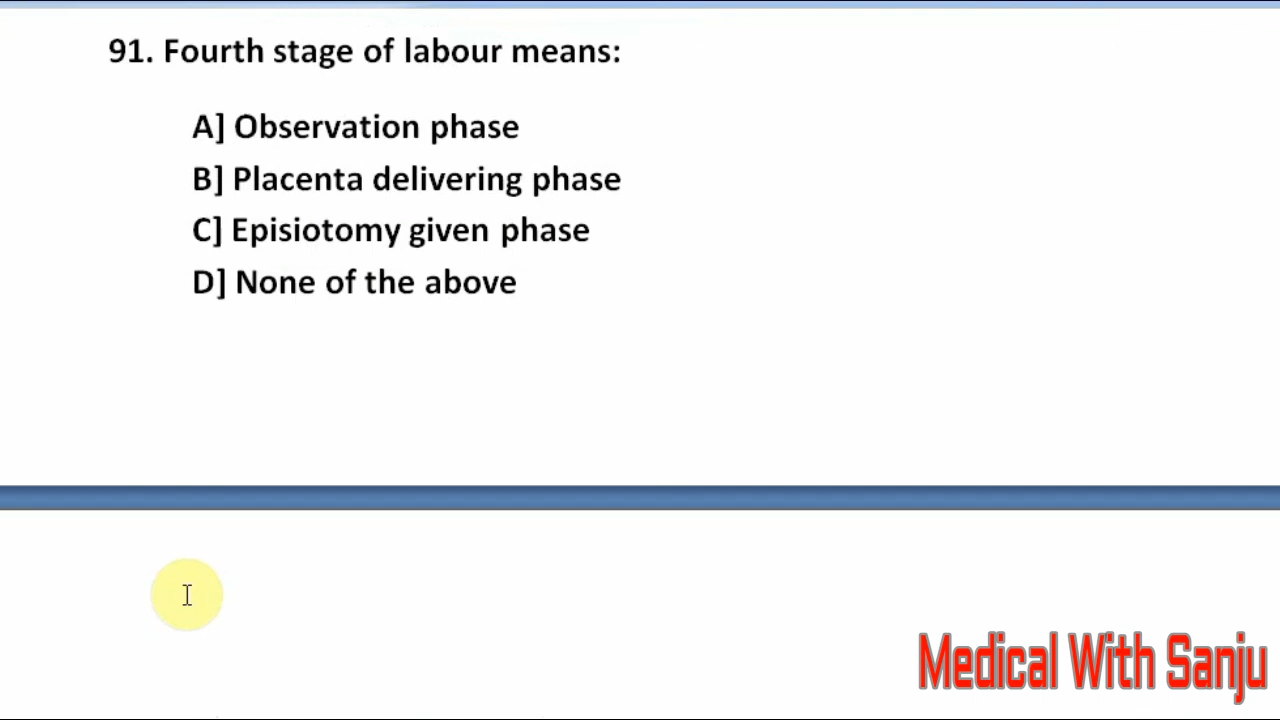 91. Fourth stage of labour means:
A] Observation phase
B] Placenta delivering phase
C] Episiotomy given phase
D] None of the above
Medical With Sanju